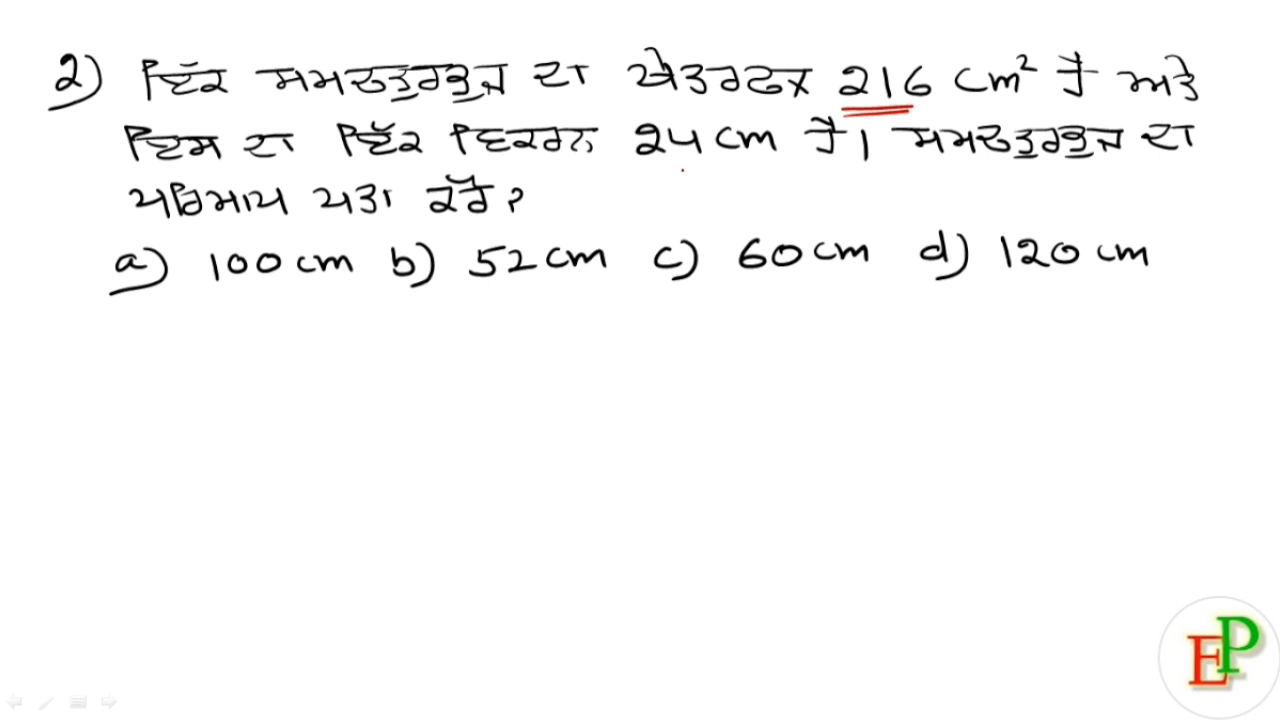 2) ਇੱਕ ਸਮਚਤੁਰਭੁਜ ਦਾ ਖੇਤਰਫਲ 216 cm² ਹੈ ਅਤੇ
ਇਸ ਦਾ ਇੱਕ ਵਿਕਰਨ 24 cm ਹੈ। ਸਮਚਤੁਰਭੁਜ ਦਾ
ਪਰਿਮਾਪ ਪਤਾ ਕਰੋ ?
a) 100 cm b) 52 cm c) 60 cm d) 120 cm
EP